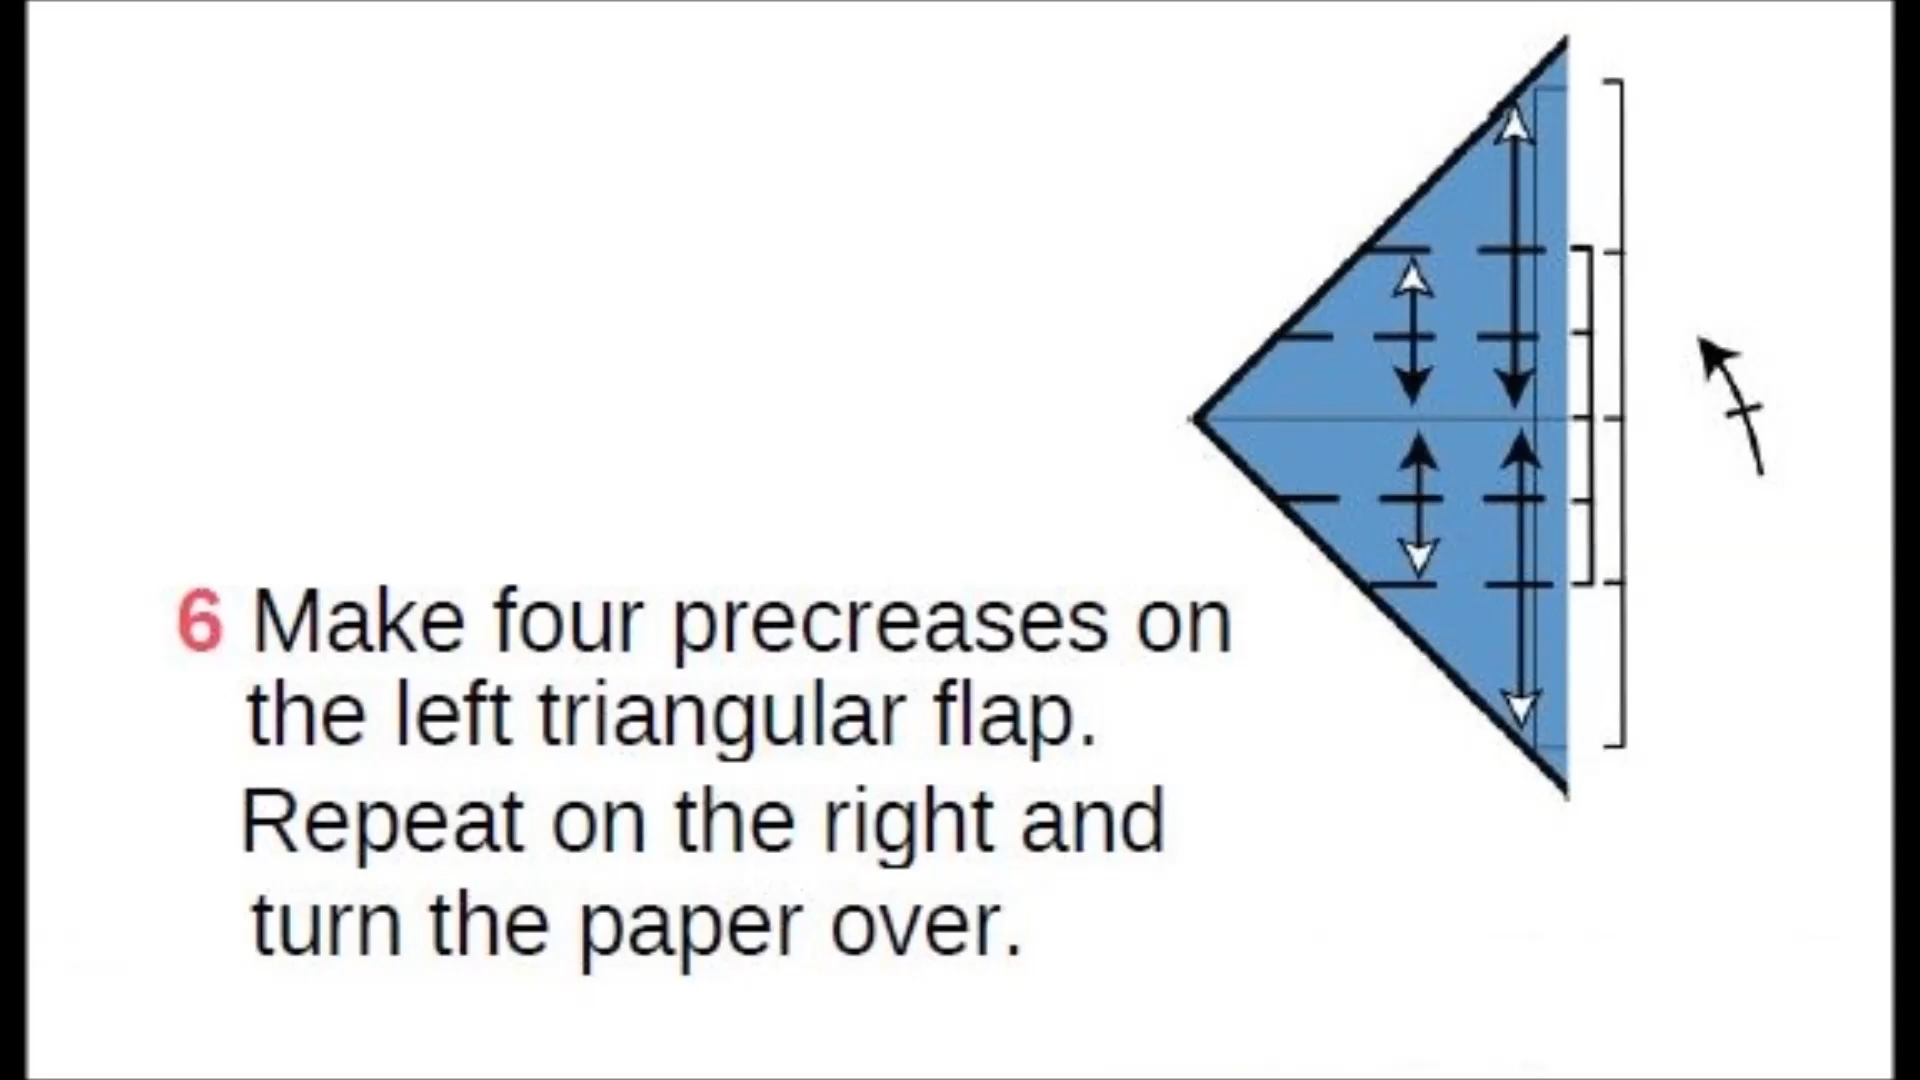 6 Make four precreases on
the left triangular flap.
Repeat on the right and
turn the paper over.